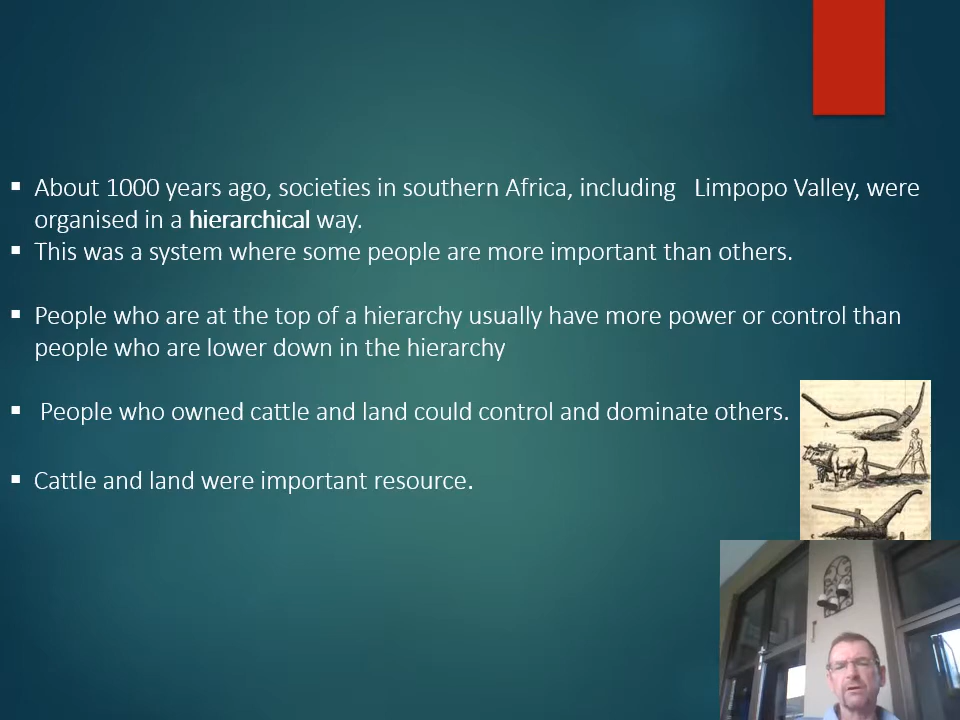 ▪ About 1000 years ago, societies in southern Africa, including Limpopo Valley, were
organised in a hierarchical way.
▪ This was a system where some people are more important than others.
▪ People who are at the top of a hierarchy usually have more power or control than
people who are lower down in the hierarchy
▪ People who owned cattle and land could control and dominate others.
▪ Cattle and land were important resource.
A
B